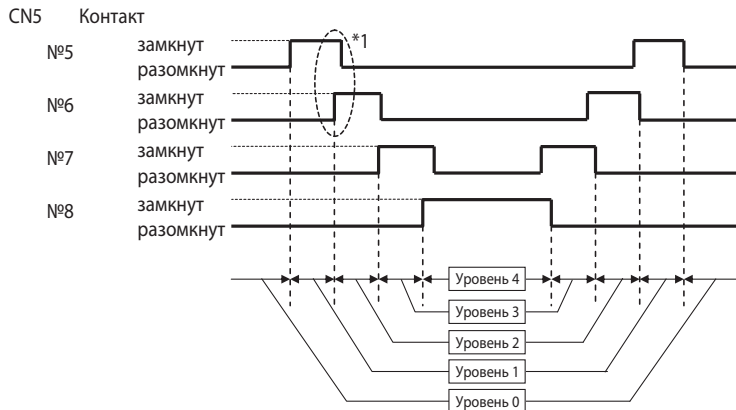 CN5 Контакт
*1
№5 замкнут
разомкнут
№6 замкнут
разомкнут
№7 замкнут
разомкнут
№8 замкнут
разомкнут
Уровень 4
Уровень 3
Уровень 2
Уровень 1
Уровень 0